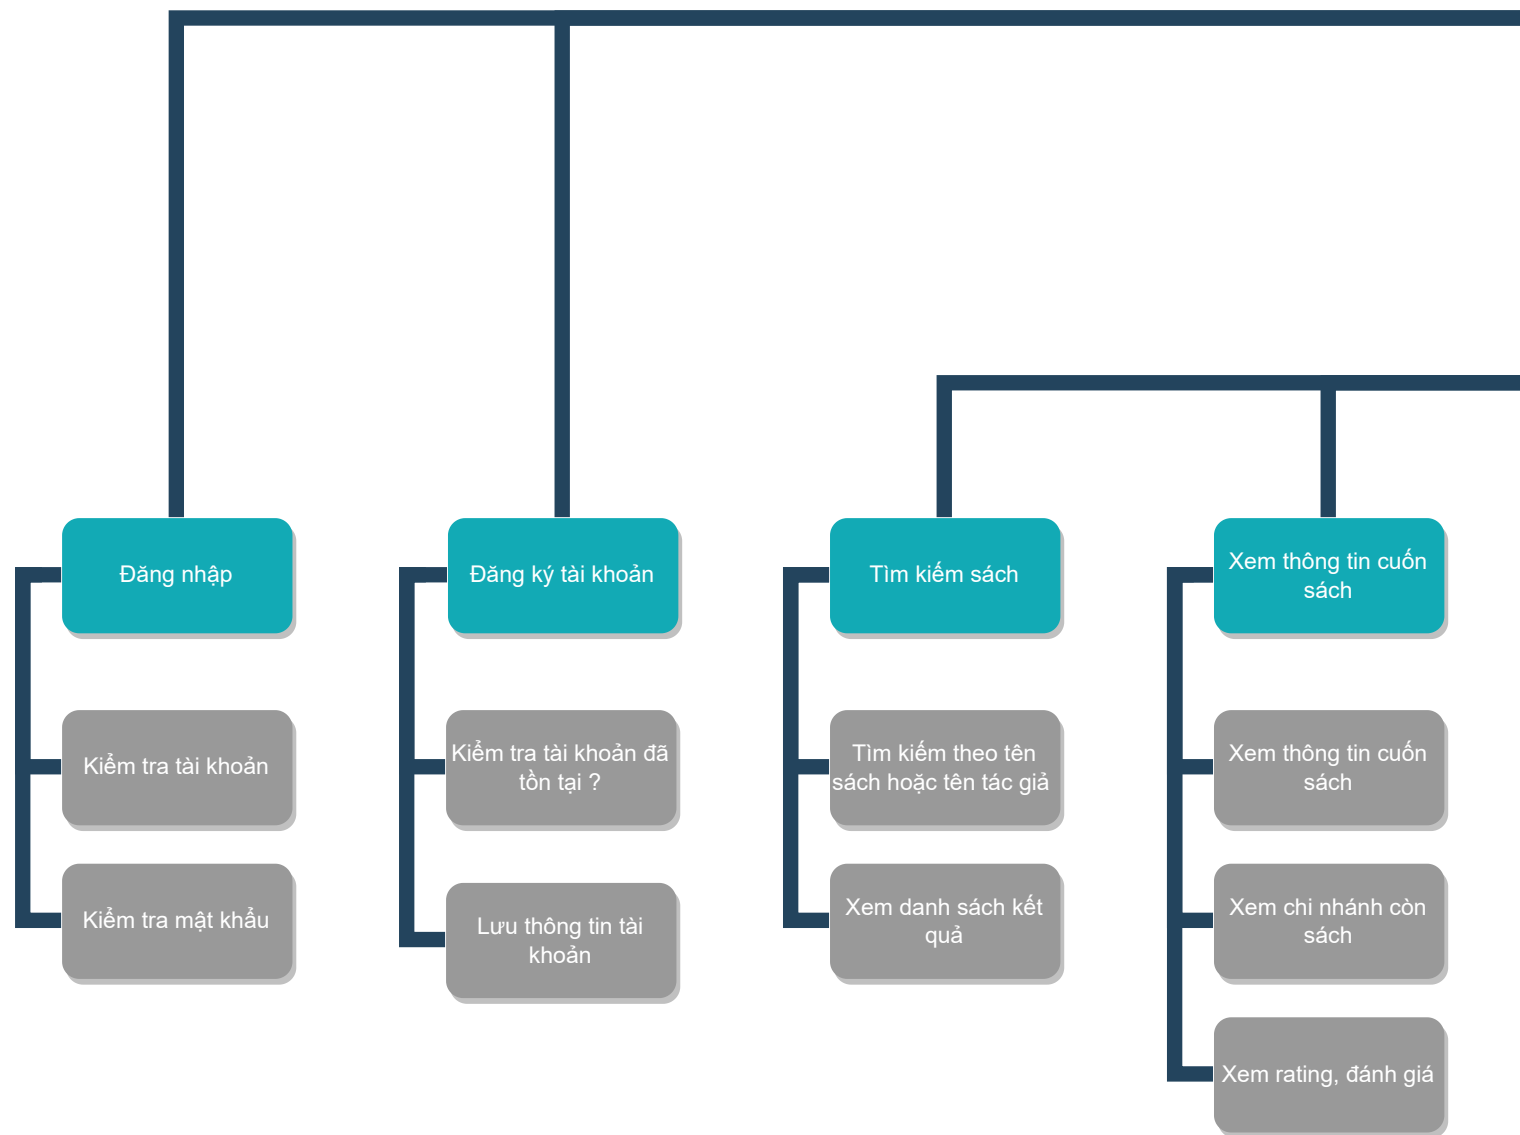 Đăng nhập
Kiểm tra tài khoản
Kiểm tra mật khẩu
Đăng ký tài khoản
Kiểm tra tài khoản đã
tồn tại ?
Lưu thông tin tài
khoản
Tìm kiếm sách
Tìm kiếm theo tên
sách hoặc tên tác giả
Xem danh sách kết
quả
Xem thông tin cuốn
sách
Xem thông tin cuốn
sách
Xem chi nhánh còn
sách
Xem rating, đánh giá